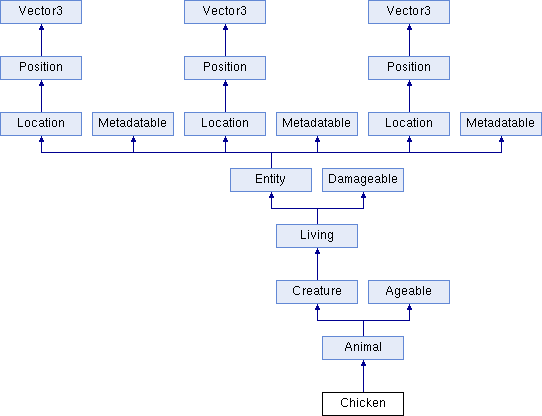 Vector3 Vector3 Vector3
Position Position Position
Location Metadatable Location Metadatable Location Metadatable
Entity Damageable
Living
Creature Ageable
Animal
Chicken